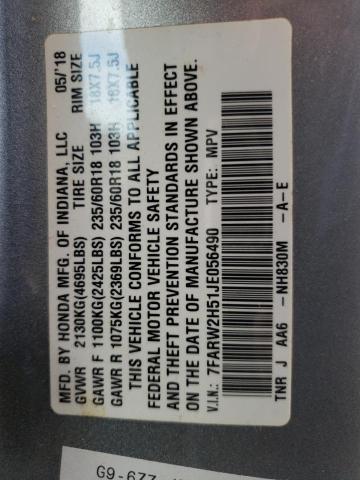 MFD. BY HONDA MFG. OF INDIANA, LLC 05/'18
GVWR 2130KG(4695LBS) TIRE SIZE RIM SIZE
GAWR F 1100KG(2425LBS) 235/60R18 103H 18X7.5J
GAWR R 1075KG(2369LBS) 235/60R18 103H 18X7.5J
THIS VEHICLE CONFORMS TO ALL APPLICABLE
FEDERAL MOTOR VEHICLE SAFETY
AND THEFT PREVENTION STANDARDS IN EFFECT
ON THE DATE OF MANUFACTURE SHOWN ABOVE.
V.I.N.: 7FARW2H51JE056490 TYPE: MPV
TNR J AA6 -NH830M -A-E